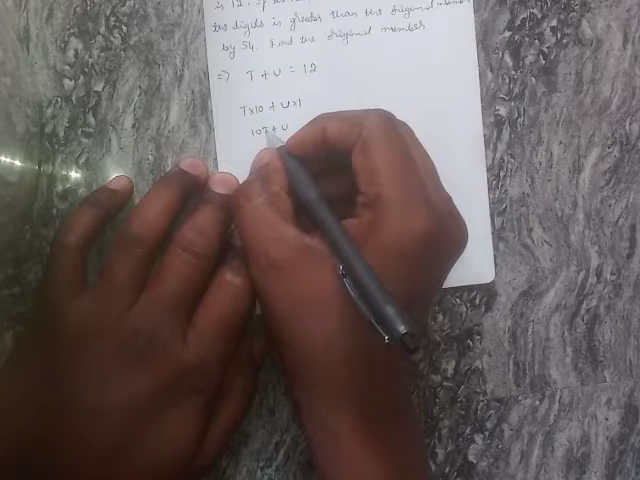 is 12. If
two digits is greater than the original number
by 54. Find the original number
⇒ T + U = 12
T×10 + U×1
10T + U